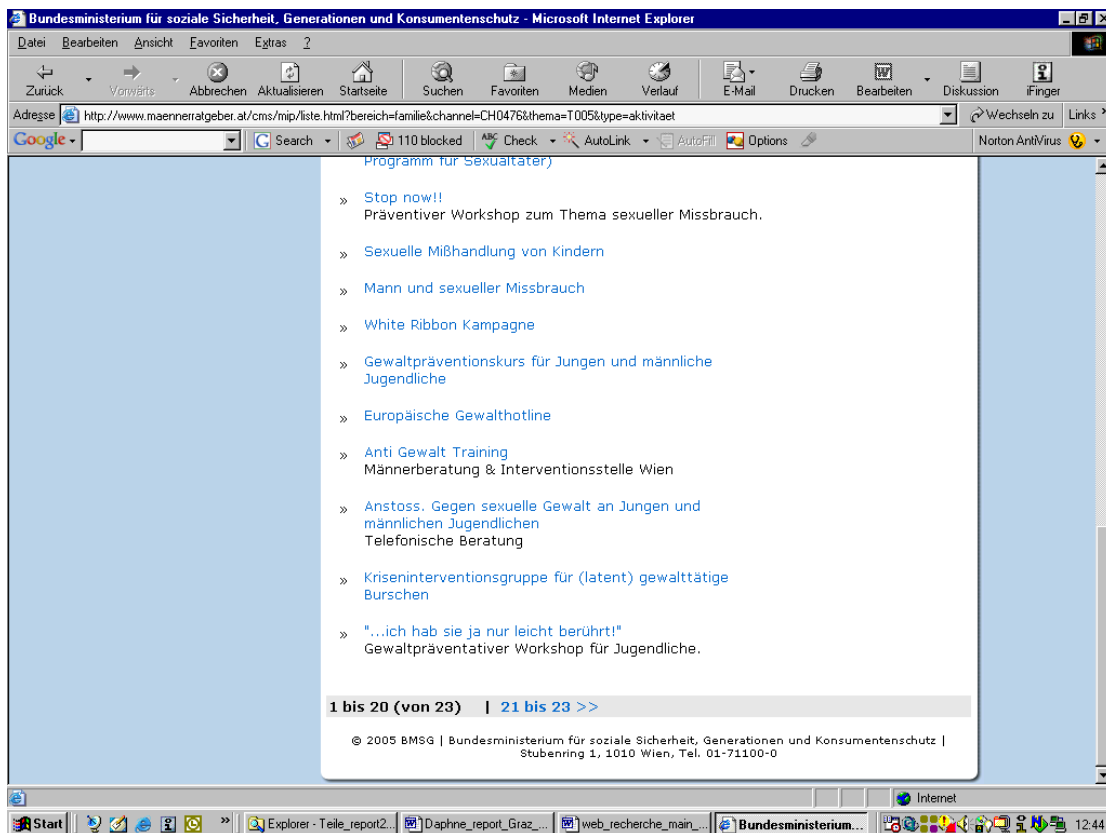 Bundesministerium für soziale Sicherheit, Generationen und Konsumentenschutz - Microsoft Internet Explorer
Datei Bearbeiten Ansicht Favoriten Extras ?
Zurück Vorwärts Abbrechen Aktualisieren Startseite Suchen Favoriten Medien Verlauf E-Mail Drucken Bearbeiten Diskussion iFinger
Adresse http://www.maennerratgeber.at/cms/mip/liste.html?bereich=familie&channel=CH0476&thema=T005&type=aktivitaet Wechseln zu Links »
Google Search 110 blocked ABC Check AutoLink AutoFill Options Norton AntiVirus
Programm für Sexualtäter)
» Stop now!!
Präventiver Workshop zum Thema sexueller Missbrauch.
» Sexuelle Mißhandlung von Kindern
» Mann und sexueller Missbrauch
» White Ribbon Kampagne
» Gewaltpräventionskurs für Jungen und männliche
Jugendliche
» Europäische Gewalthotline
» Anti Gewalt Training
Männerberatung & Interventionsstelle Wien
» Anstoss. Gegen sexuelle Gewalt an Jungen und
männlichen Jugendlichen
Telefonische Beratung
» Kriseninterventionsgruppe für (latent) gewalttätige
Burschen
» "...ich hab sie ja nur leicht berührt!"
Gewaltpräventativer Workshop für Jugendliche.
1 bis 20 (von 23) | 21 bis 23 >>
© 2005 BMSG | Bundesministerium für soziale Sicherheit, Generationen und Konsumentenschutz |
Stubenring 1, 1010 Wien, Tel. 01-71100-0
Internet
Start » Explorer - Teile_report2... Daphne_report_Graz_... web_recherche_main_... Bundesministerium... 12:44